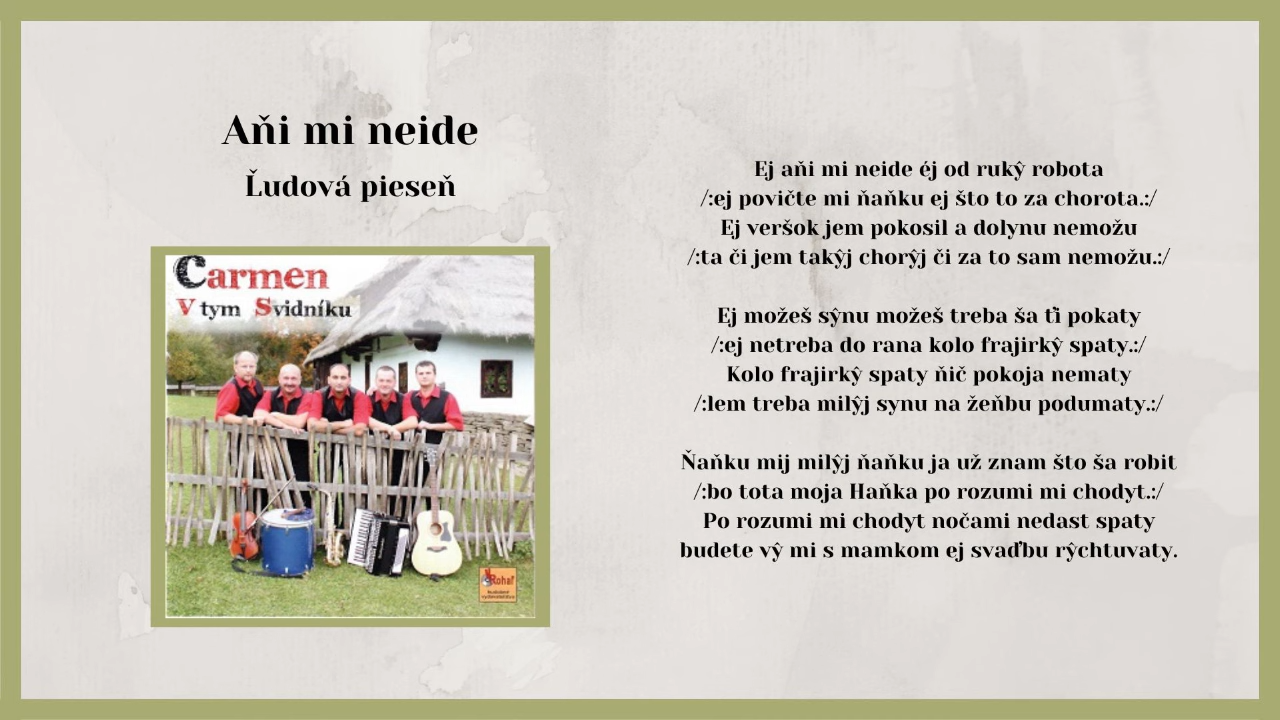 Aňi mi neide
Ľudová pieseň
Carmen
V tym Svidníku
Rohaľ
hudobné
vydavateľstvo
Ej aňi mi neide éj od rukŷ robota
/:ej povičte mi ňaňku ej što to za chorota.:/
Ej veršok jem pokosil a dolynu nemožu
/:ta či jem takŷj chorŷj či za to sam nemožu.:/
Ej možeš sŷnu možeš treba ša ťi pokaty
/:ej netreba do rana kolo frajirkŷ spaty.:/
Kolo frajirkŷ spaty ňič pokoja nematy
/:lem treba milŷj synu na žeňbu podumaty.:/
Ňaňku mij milŷj ňaňku ja už znam što ša robit
/:bo tota moja Haňka po rozumi mi chodyt.:/
Po rozumi mi chodyt nočami nedast spaty
budete vŷ mi s mamkom ej svaďbu rŷchtuvaty.